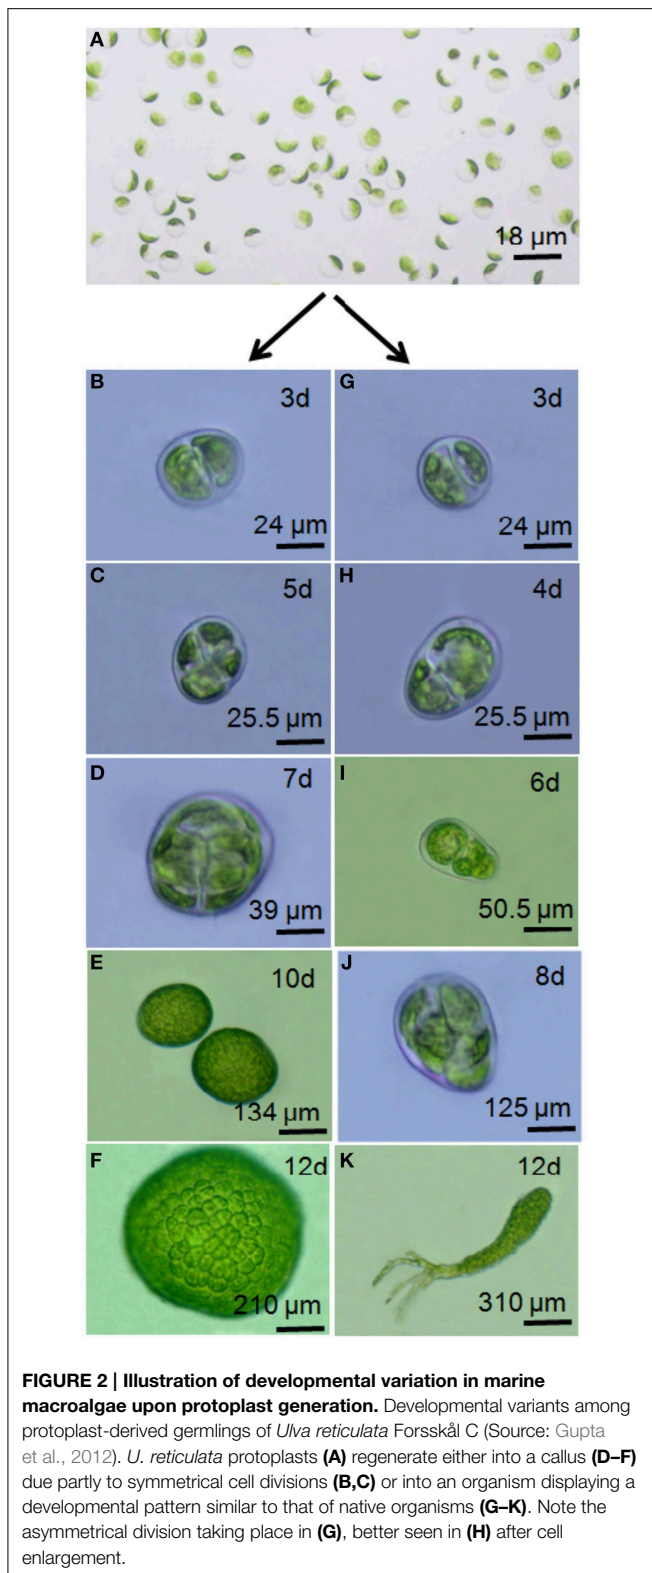 A
18 µm
B
3d
24 µm
G
3d
24 µm
C
5d
25.5 µm
H
4d
25.5 µm
D
7d
39 µm
I
6d
50.5 µm
E
10d
134 µm
J
8d
125 µm
F
12d
210 µm
K
12d
310 µm
FIGURE 2 | Illustration of developmental variation in marine
macroalgae upon protoplast generation. Developmental variants among
protoplast-derived germlings of Ulva reticulata Forsskål C (Source: Gupta
et al., 2012). U. reticulata protoplasts (A) regenerate either into a callus (D–F)
due partly to symmetrical cell divisions (B,C) or into an organism displaying a
developmental pattern similar to that of native organisms (G–K). Note the
asymmetrical division taking place in (G), better seen in (H) after cell
enlargement.